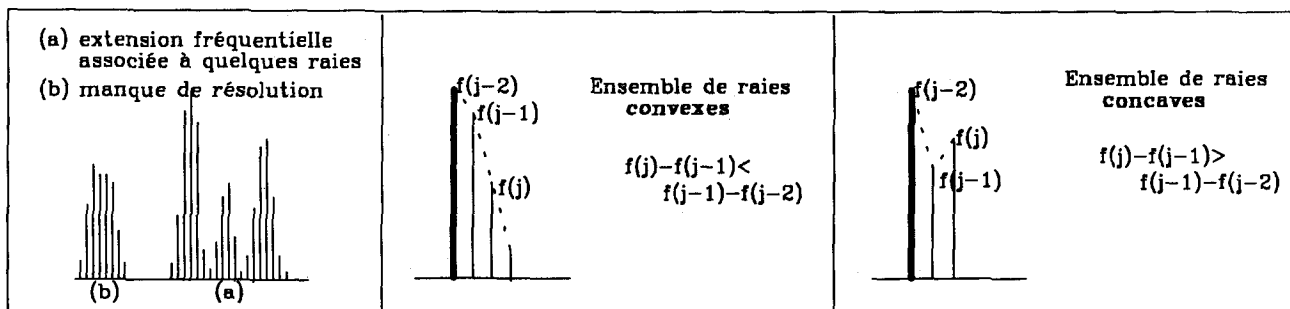 (a) extension fréquentielle
associée à quelques raies
(b) manque de résolution
(b)
(a)
f(j-2)
f(j-1)
f(j)
Ensemble de raies
convexes
f(j)-f(j-1)<
f(j-1)-f(j-2)
f(j-2)
f(j)
f(j-1)
Ensemble de raies
concaves
f(j)-f(j-1)>
f(j-1)-f(j-2)